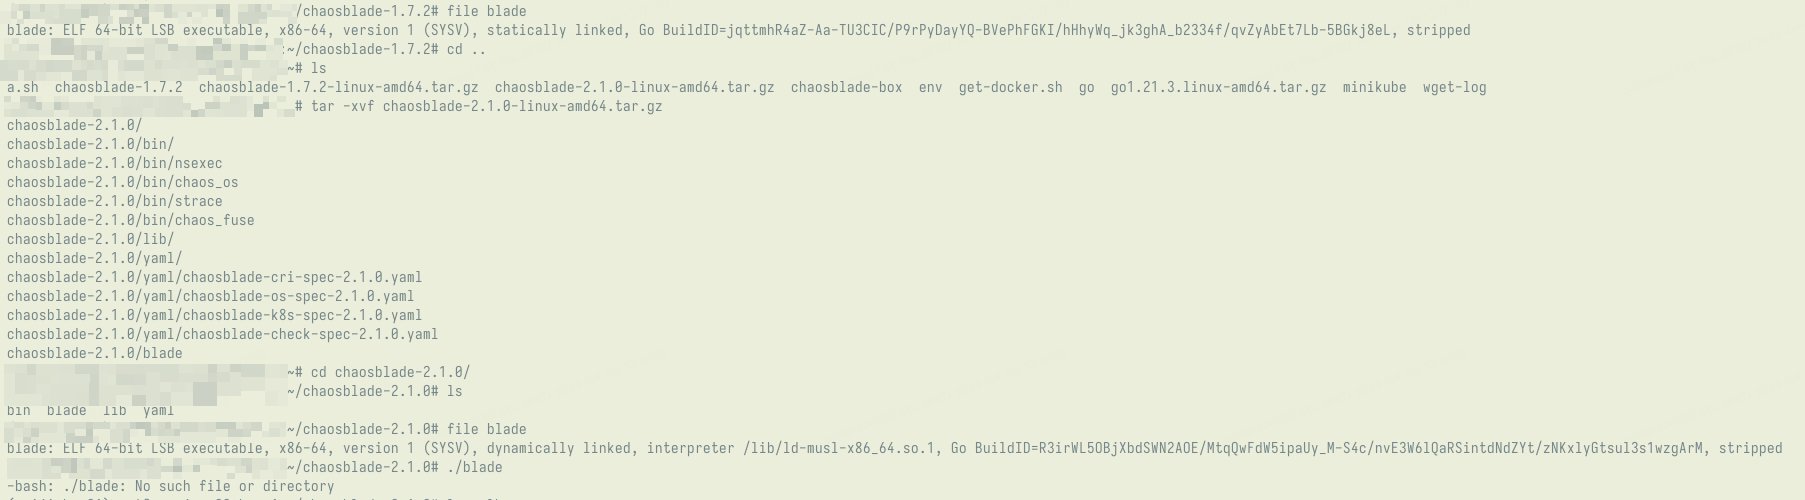 /chaosblade-1.7.2# file blade
blade: ELF 64-bit LSB executable, x86-64, version 1 (SYSV), statically linked, Go BuildID=jqttmhR4aZ-Aa-TU3CIC/P9rPyDayYQ-BVePhFGKI/hHhyWq_jk3ghA_b2334f/qvZyAbEt7Lb-5BGkj8eL, stripped
:~/chaosblade-1.7.2# cd ..
~# ls
a.sh  chaosblade-1.7.2  chaosblade-1.7.2-linux-amd64.tar.gz  chaosblade-2.1.0-linux-amd64.tar.gz  chaosblade-box  env  get-docker.sh  go  go1.21.3.linux-amd64.tar.gz  minikube  wget-log
# tar -xvf chaosblade-2.1.0-linux-amd64.tar.gz
chaosblade-2.1.0/
chaosblade-2.1.0/bin/
chaosblade-2.1.0/bin/nsexec
chaosblade-2.1.0/bin/chaos_os
chaosblade-2.1.0/bin/strace
chaosblade-2.1.0/bin/chaos_fuse
chaosblade-2.1.0/lib/
chaosblade-2.1.0/yaml/
chaosblade-2.1.0/yaml/chaosblade-cri-spec-2.1.0.yaml
chaosblade-2.1.0/yaml/chaosblade-os-spec-2.1.0.yaml
chaosblade-2.1.0/yaml/chaosblade-k8s-spec-2.1.0.yaml
chaosblade-2.1.0/yaml/chaosblade-check-spec-2.1.0.yaml
chaosblade-2.1.0/blade
~# cd chaosblade-2.1.0/
~/chaosblade-2.1.0# ls
bin  blade  lib  yaml
~/chaosblade-2.1.0# file blade
blade: ELF 64-bit LSB executable, x86-64, version 1 (SYSV), dynamically linked, interpreter /lib/ld-musl-x86_64.so.1, Go BuildID=R3irWL5OBjXbdSWN2AOE/MtqQwFdW5ipaUy_M-S4c/nvE3W6lQaRSintdNdZYt/zNKxlyGtsul3s1wzgArM, stripped
~/chaosblade-2.1.0# ./blade
-bash: ./blade: No such file or directory